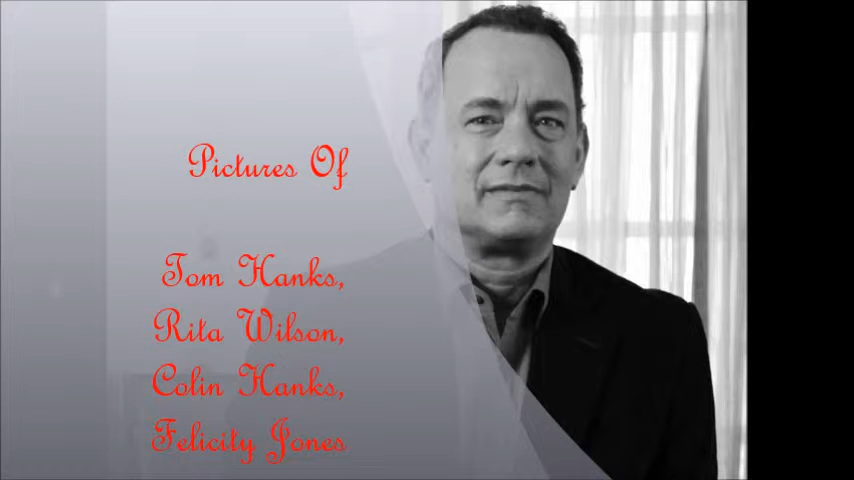 Pictures Of
Tom Hanks,
Rita Wilson,
Colin Hanks,
Felicity Jones